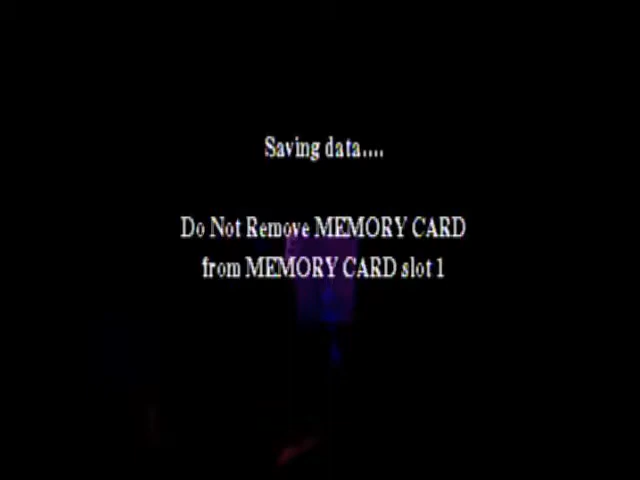 Saving data....
Do Not Remove MEMORY CARD
from MEMORY CARD slot 1